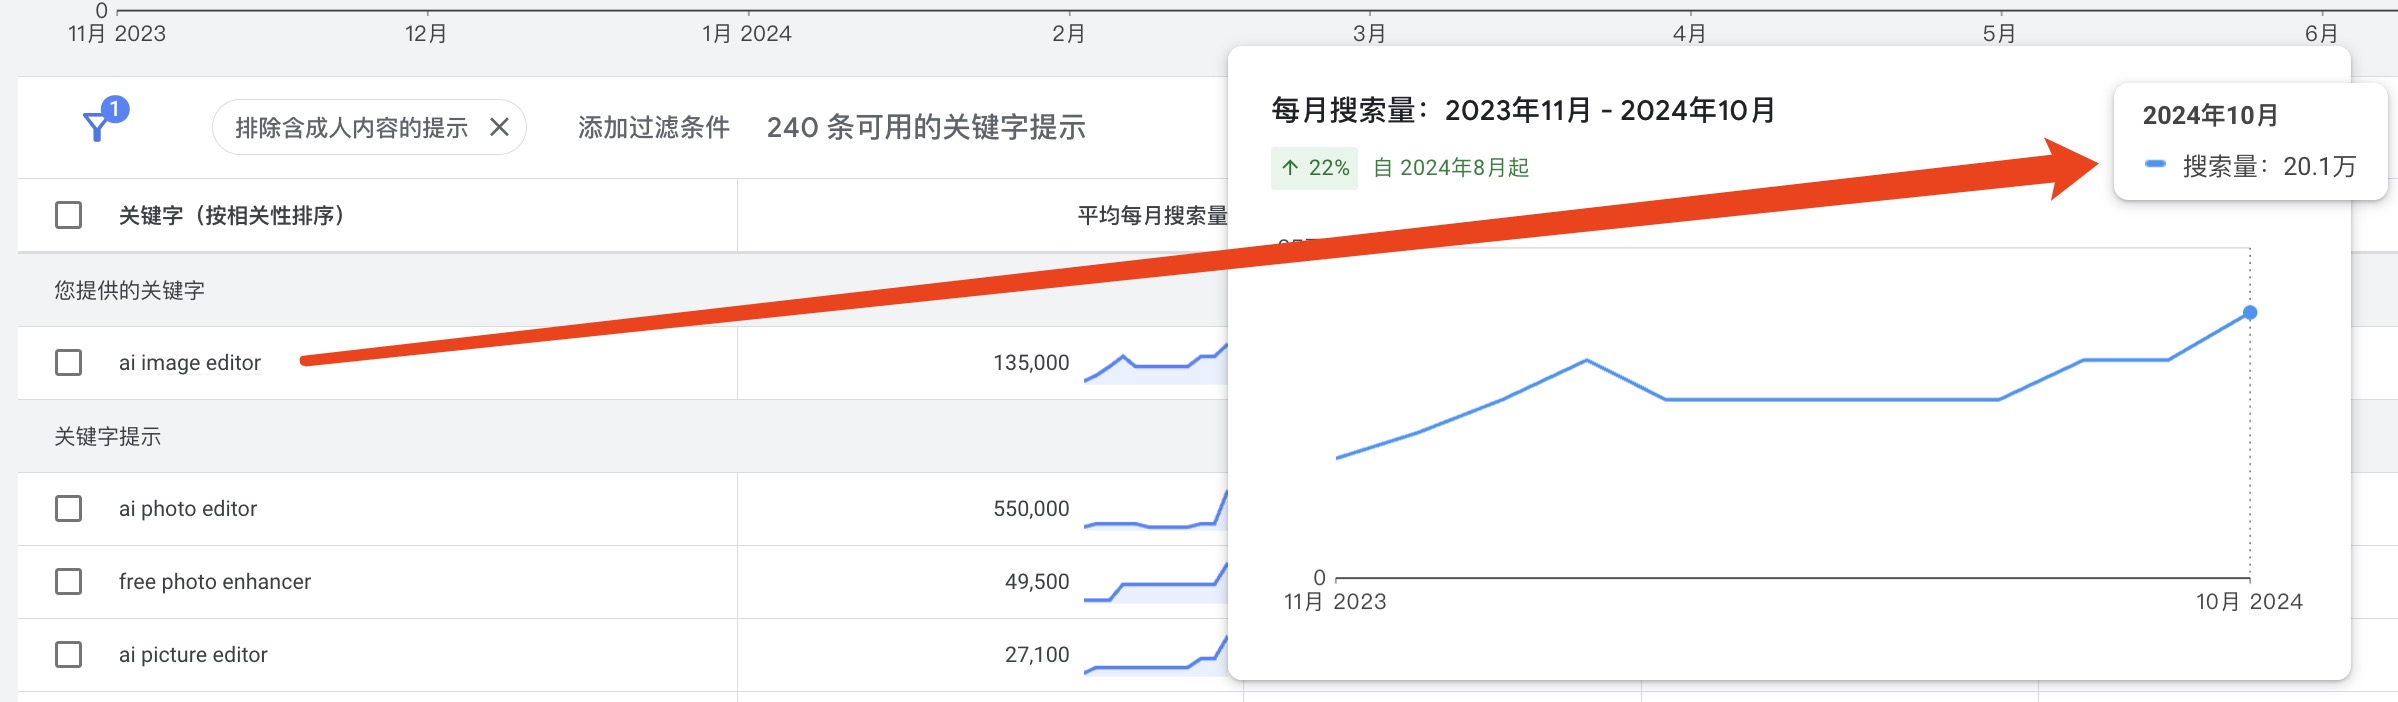 0
11月 2023 12月 1月 2024 2月 3月 4月 5月 6月
1
排除含成人内容的提示
添加过滤条件
240 条可用的关键字提示
关键字（按相关性排序）
平均每月搜索量
您提供的关键字
ai image editor 135,000
关键字提示
ai photo editor 550,000
free photo enhancer 49,500
ai picture editor 27,100
每月搜索量：2023年11月 - 2024年10月
22% 自 2024年8月起
2024年10月
搜索量：20.1万
0
11月 2023 10月 2024